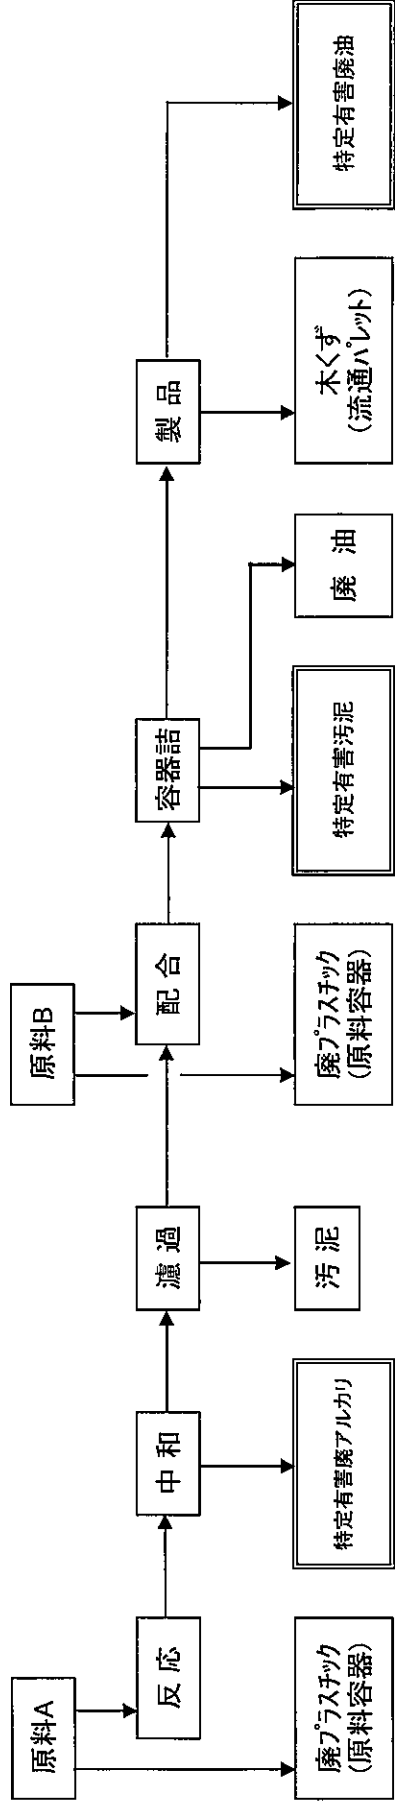 原料A
反応
廃プラスチック
(原料容器)
中和
特定有害廃アルカリ
濾過
汚泥
原料B
配合
廃プラスチック
(原料容器)
容器詰
特定有害汚泥
廃油
製品
木くず
(流通パレット)
特定有害廃油